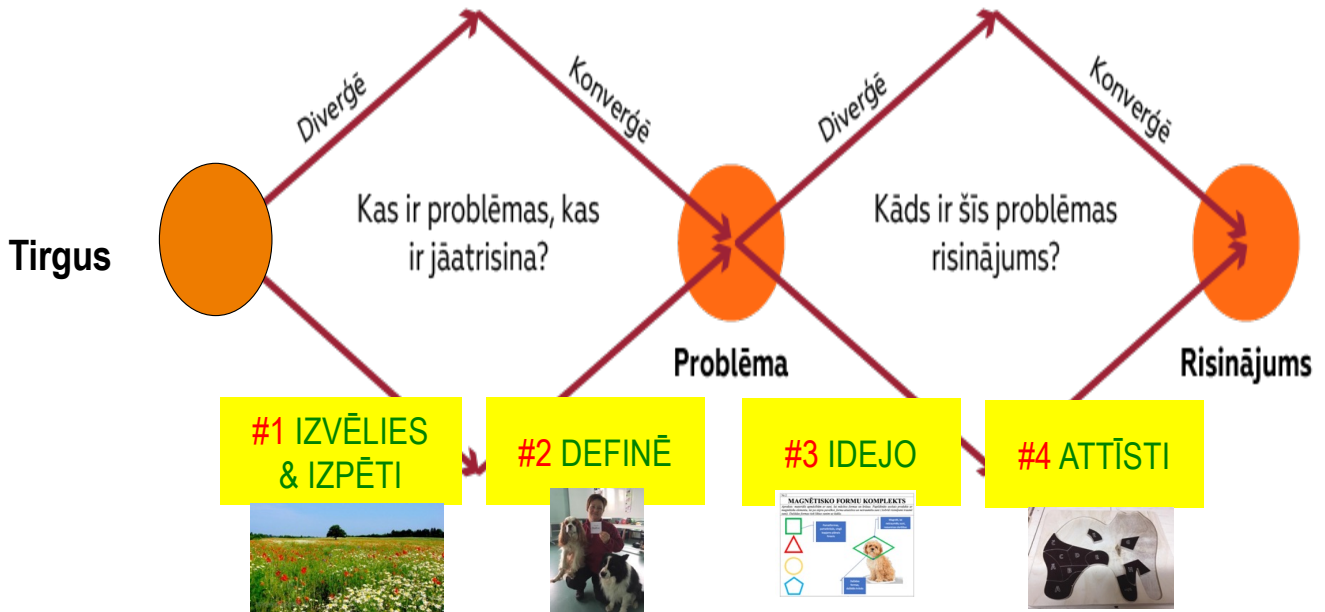 Diverģē
Konverģē
Diverģē
Konverģē
Tirgus
Kas ir problēmas, kas
ir jāatrisina?
Kāds ir šīs problēmas
risinājums?
Problēma
Risinājums
#1 IZVĒLIES
& IZPĒTI
#2 DEFINĒ
#3 IDEJO
#4 ATTĪSTI
MAGNĒTISKO FORMU KOMPLEKTS